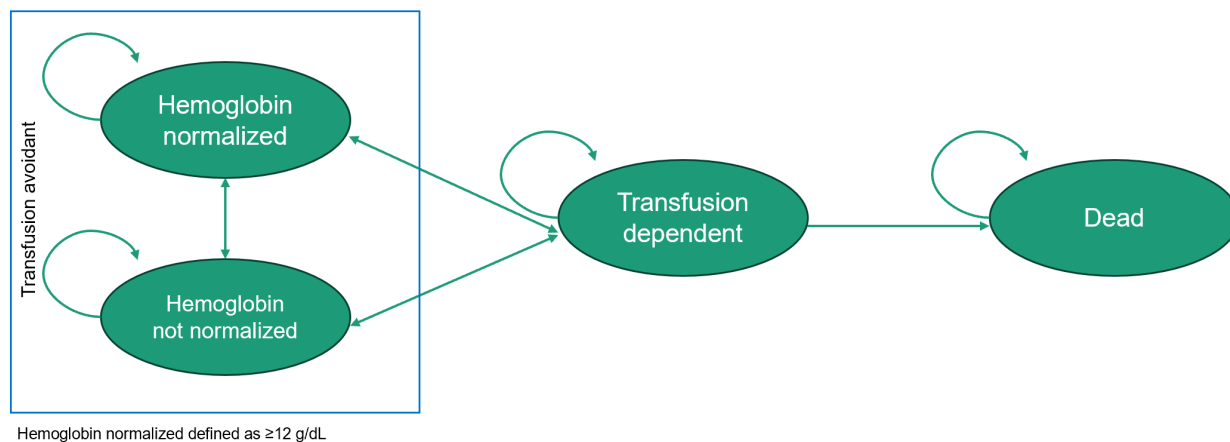 Transfusion avoidant
Hemoglobin
normalized
Hemoglobin
not normalized
Transfusion
dependent
Dead
Hemoglobin normalized defined as ≥12 g/dL